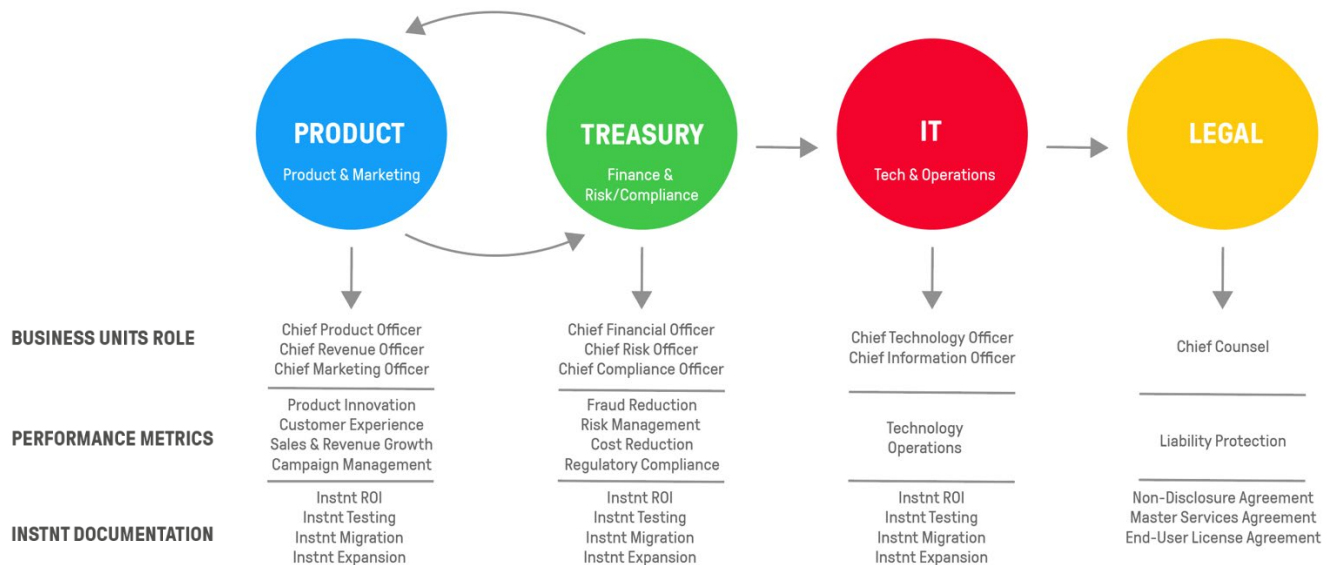 PRODUCT
Product & Marketing
TREASURY
Finance &
Risk/Compliance
IT
Tech & Operations
LEGAL
BUSINESS UNITS ROLE
Chief Product Officer
Chief Revenue Officer
Chief Marketing Officer
Chief Financial Officer
Chief Risk Officer
Chief Compliance Officer
Chief Technology Officer
Chief Information Officer
Chief Counsel
PERFORMANCE METRICS
Product Innovation
Customer Experience
Sales & Revenue Growth
Campaign Management
Fraud Reduction
Risk Management
Cost Reduction
Regulatory Compliance
Technology
Operations
Liability Protection
INSTNT DOCUMENTATION
Instnt ROI
Instnt Testing
Instnt Migration
Instnt Expansion
Instnt ROI
Instnt Testing
Instnt Migration
Instnt Expansion
Instnt ROI
Instnt Testing
Instnt Migration
Instnt Expansion
Non-Disclosure Agreement
Master Services Agreement
End-User License Agreement